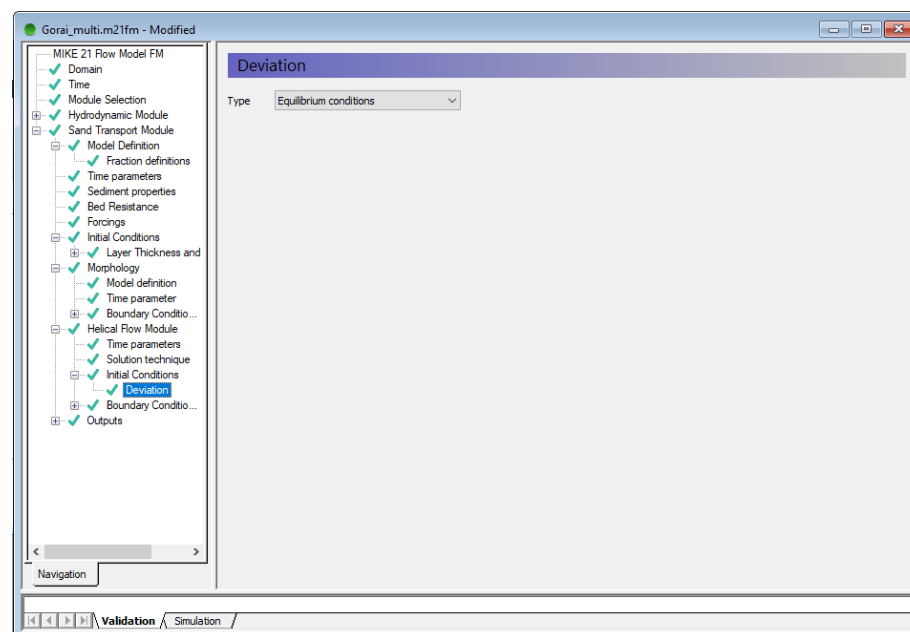 Gorai_multi.m21fm - Modified
MIKE 21 Flow Model FM
Domain
Time
Module Selection
Hydrodynamic Module
Sand Transport Module
Model Definition
Fraction definitions
Time parameters
Sediment properties
Bed Resistance
Forcings
Initial Conditions
Layer Thickness and
Morphology
Model definition
Time parameter
Boundary Conditio...
Helical Flow Module
Time parameters
Solution technique
Initial Conditions
Deviation
Boundary Conditio...
Outputs
Navigation
Deviation
Type Equilibrium conditions
Validation Simulation